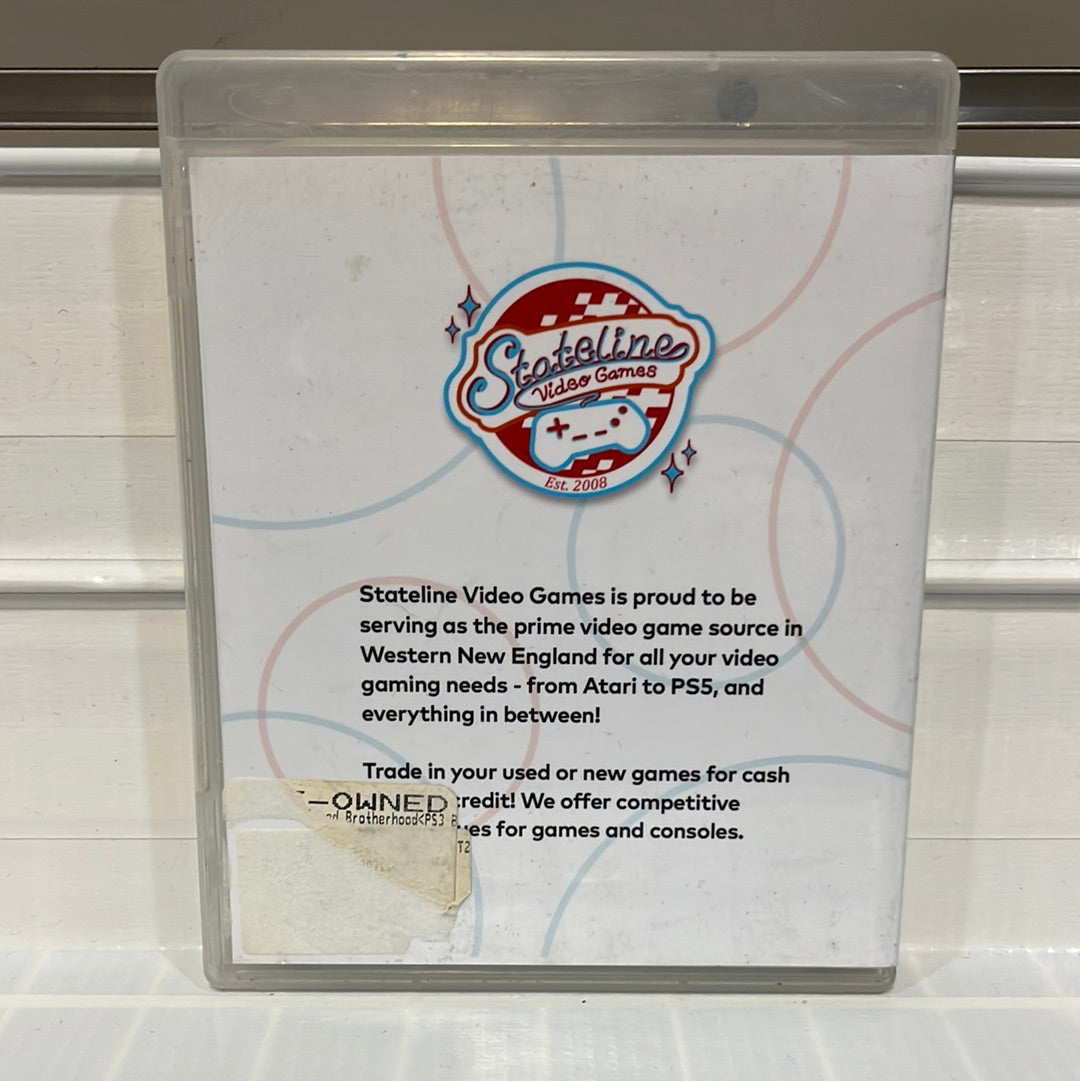 Stateline
Video Games
Est. 2008
Stateline Video Games is proud to be
serving as the prime video game source in
Western New England for all your video
gaming needs - from Atari to PS5, and
everything in between!
Trade in your used or new games for cash
credit! We offer competitive
for games and consoles.
-OWNED
Brotherhood<PS3